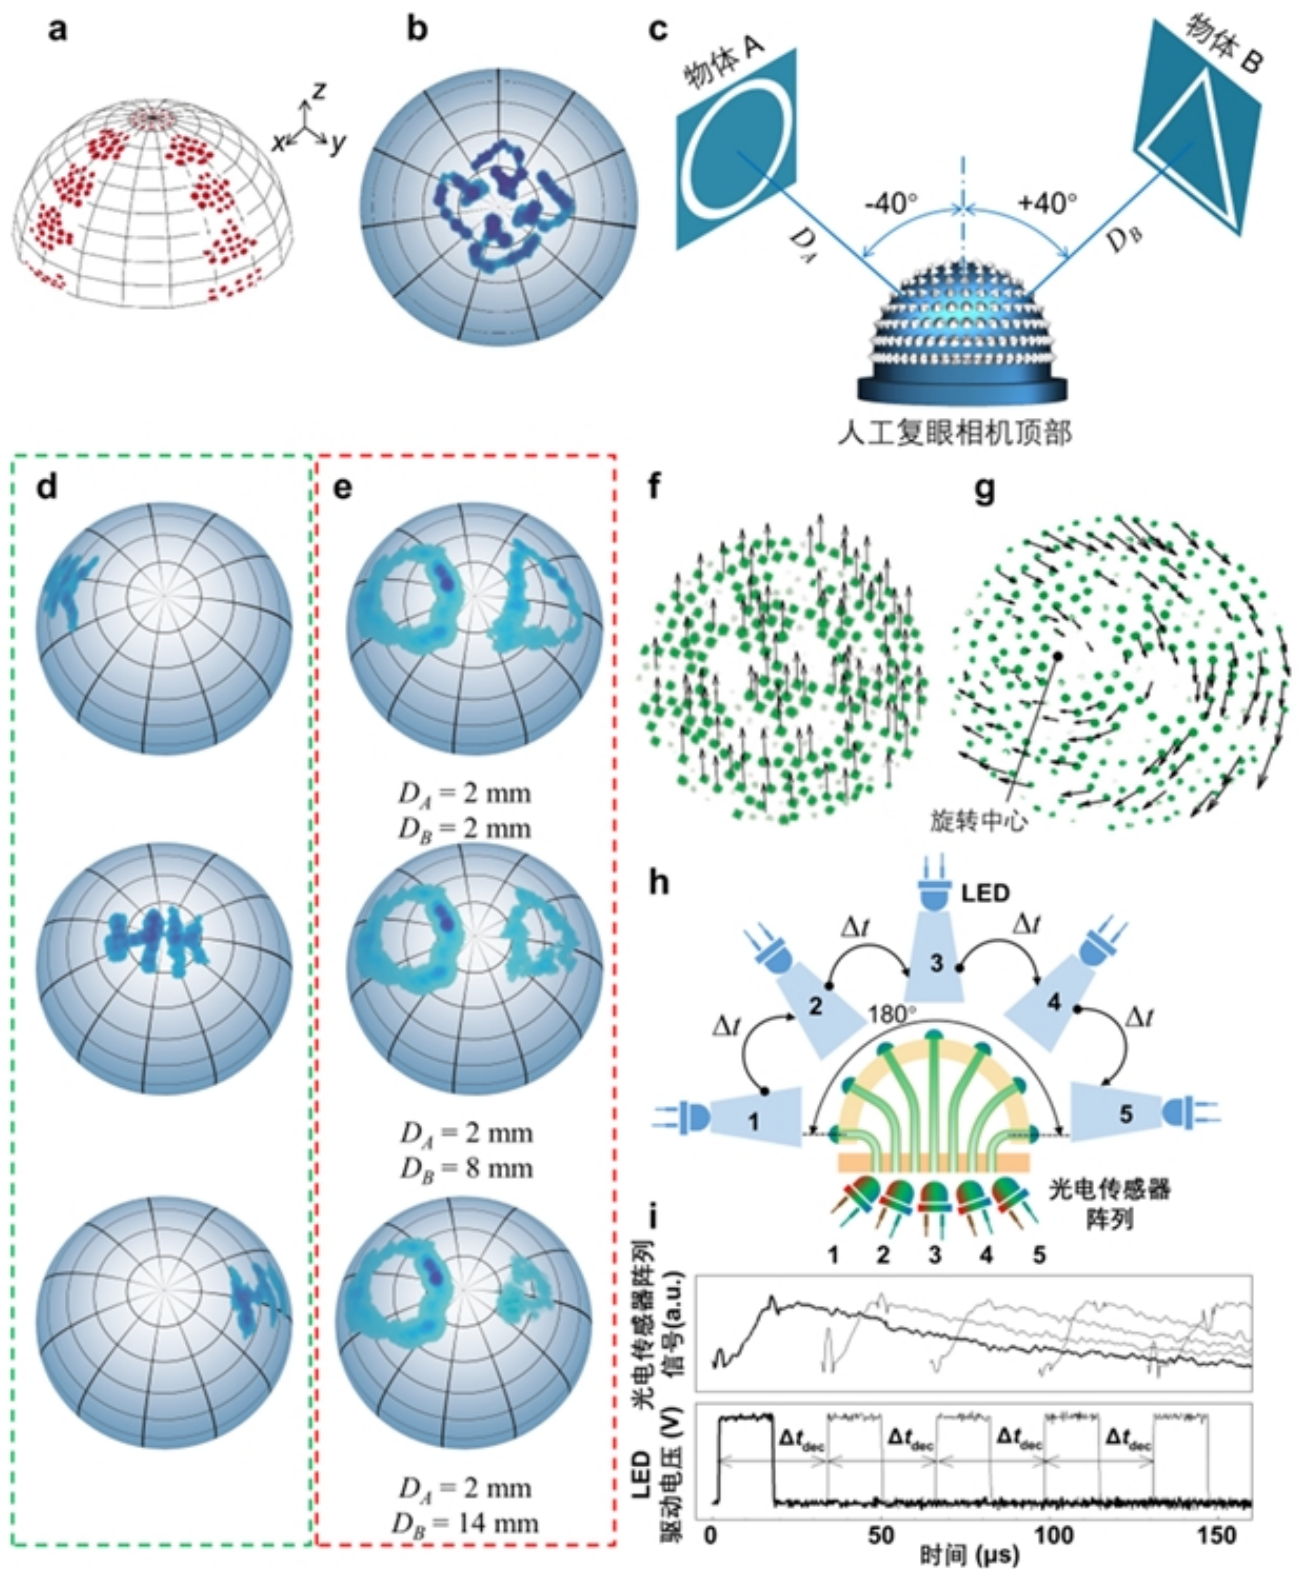 a
b
c
z
x
y
物体 A
物体 B
-40°
+40°
D_A
D_B
人工复眼相机顶部
d
e
f
g
D_A = 2 mm
D_B = 2 mm
旋转中心
D_A = 2 mm
D_B = 8 mm
D_A = 2 mm
D_B = 14 mm
h
LED
Δt
Δt
3
2
4
180°
Δt
Δt
1
5
光电传感器
阵列
1 2 3 4 5
i
光电传感器阵列
信号(a.u.)
LED
驱动电压 (V)
Δt_dec
Δt_dec
Δt_dec
Δt_dec
0 50 100 150
时间 (μs)